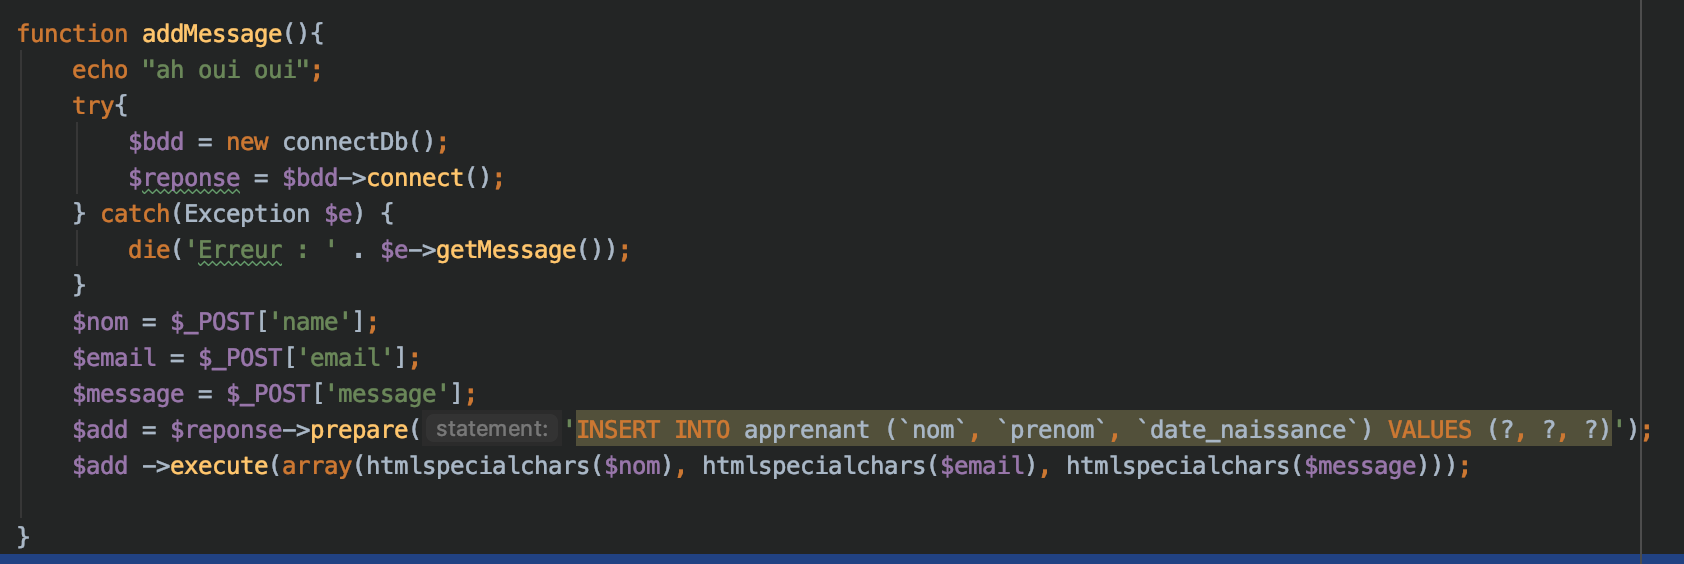 function addMessage(){
echo "ah oui oui";
try{
$bdd = new connectDb();
$reponse = $bdd->connect();
} catch(Exception $e) {
die('Erreur : ' . $e->getMessage());
}
$nom = $_POST['name'];
$email = $_POST['email'];
$message = $_POST['message'];
$add = $reponse->prepare( statement: 'INSERT INTO apprenant (`nom`, `prenom`, `date_naissance`) VALUES (?, ?, ?)');
$add ->execute(array(htmlspecialchars($nom), htmlspecialchars($email), htmlspecialchars($message)));
}